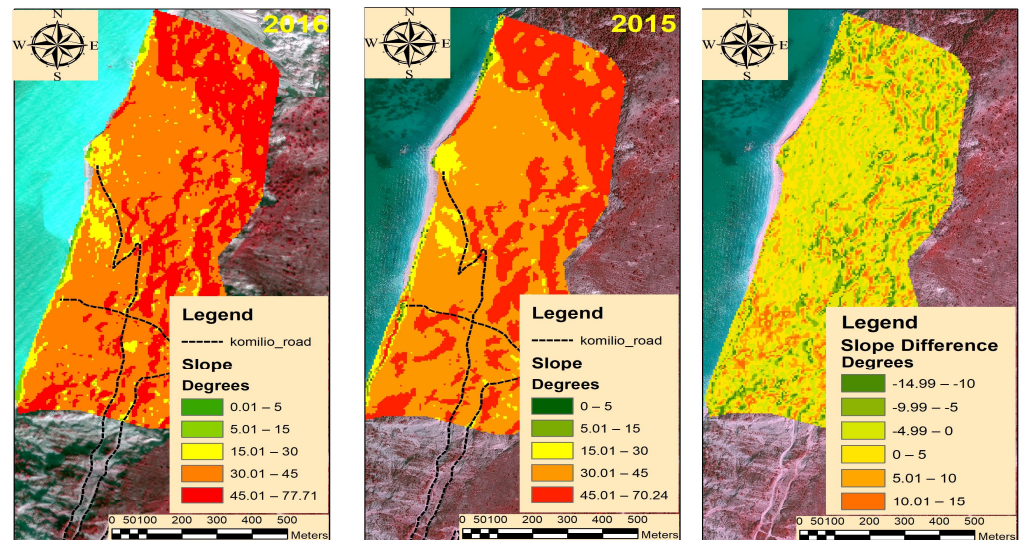 N
W E
S
2016
Legend
komilio_road
Slope
Degrees
0.01 – 5
5.01 – 15
15.01 – 30
30.01 – 45
45.01 – 77.71
0 50100 200 300 400 500
Meters
N
W E
S
2015
Legend
komilio_road
Slope
Degrees
0 – 5
5.01 – 15
15.01 – 30
30.01 – 45
45.01 – 70.24
0 50100 200 300 400 500
Meters
N
W E
S
Legend
Slope Difference
Degrees
-14.99 – -10
-9.99 – -5
-4.99 – 0
0 – 5
5.01 – 10
10.01 – 15
0 50100 200 300 400 500
Meters